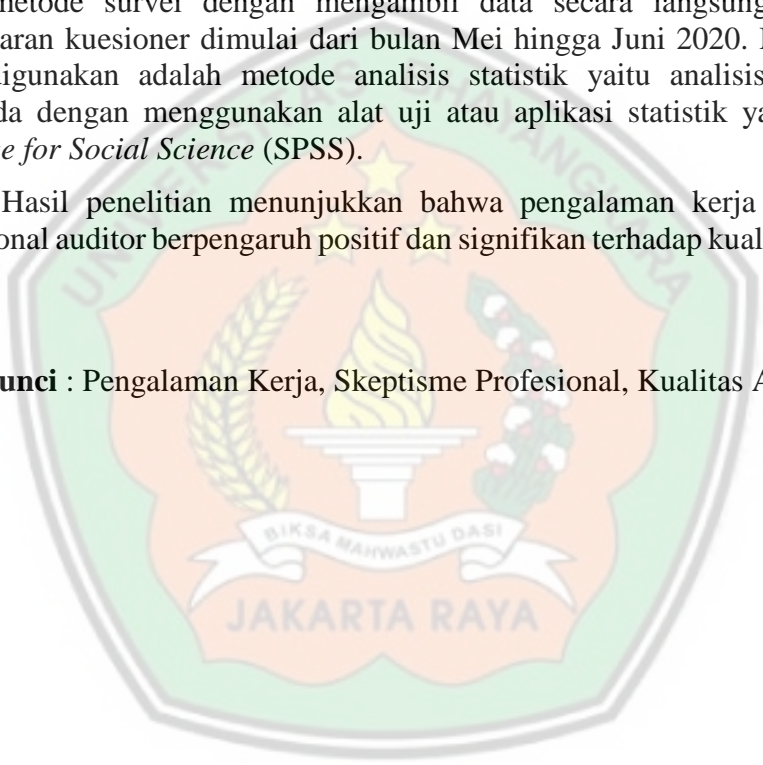 metode survei dengan mengambil data secara langsung
aran kuesioner dimulai dari bulan Mei hingga Juni 2020.
digunakan adalah metode analisis statistik yaitu analisis
da dengan menggunakan alat uji atau aplikasi statistik ya
e for Social Science (SPSS).
Hasil penelitian menunjukkan bahwa pengalaman kerja
onal auditor berpengaruh positif dan signifikan terhadap kual
unci : Pengalaman Kerja, Skeptisme Profesional, Kualitas A
UNIVERSITAS BHAYANGKARA
BIKSA MAHWASTU DASI
JAKARTA RAYA